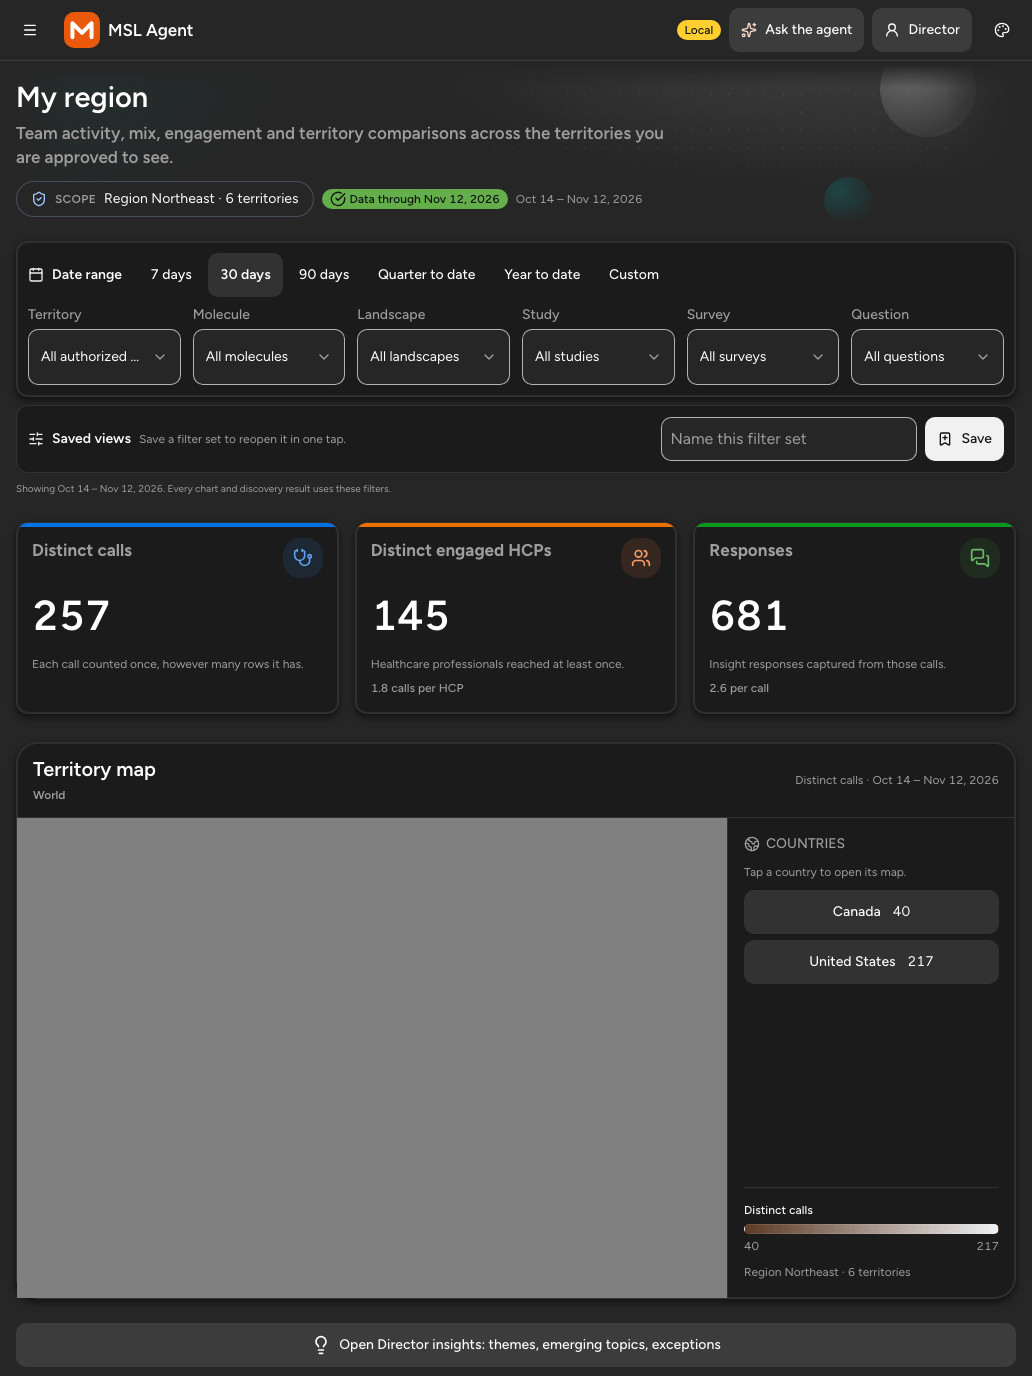 MSL Agent
Local
Ask the agent
Director
My region
Team activity, mix, engagement and territory comparisons across the territories you
are approved to see.
SCOPE Region Northeast · 6 territories
Data through Nov 12, 2026
Oct 14 – Nov 12, 2026
Date range
7 days
30 days
90 days
Quarter to date
Year to date
Custom
Territory
Molecule
Landscape
Study
Survey
Question
All authorized ...
All molecules
All landscapes
All studies
All surveys
All questions
Saved views
Save a filter set to reopen it in one tap.
Name this filter set
Save
Showing Oct 14 – Nov 12, 2026. Every chart and discovery result uses these filters.
Distinct calls
257
Each call counted once, however many rows it has.
Distinct engaged HCPs
145
Healthcare professionals reached at least once.
1.8 calls per HCP
Responses
681
Insight responses captured from those calls.
2.6 per call
Territory map
World
Distinct calls · Oct 14 – Nov 12, 2026
COUNTRIES
Tap a country to open its map.
Canada 40
United States 217
Distinct calls
40
217
Region Northeast · 6 territories
Open Director insights: themes, emerging topics, exceptions